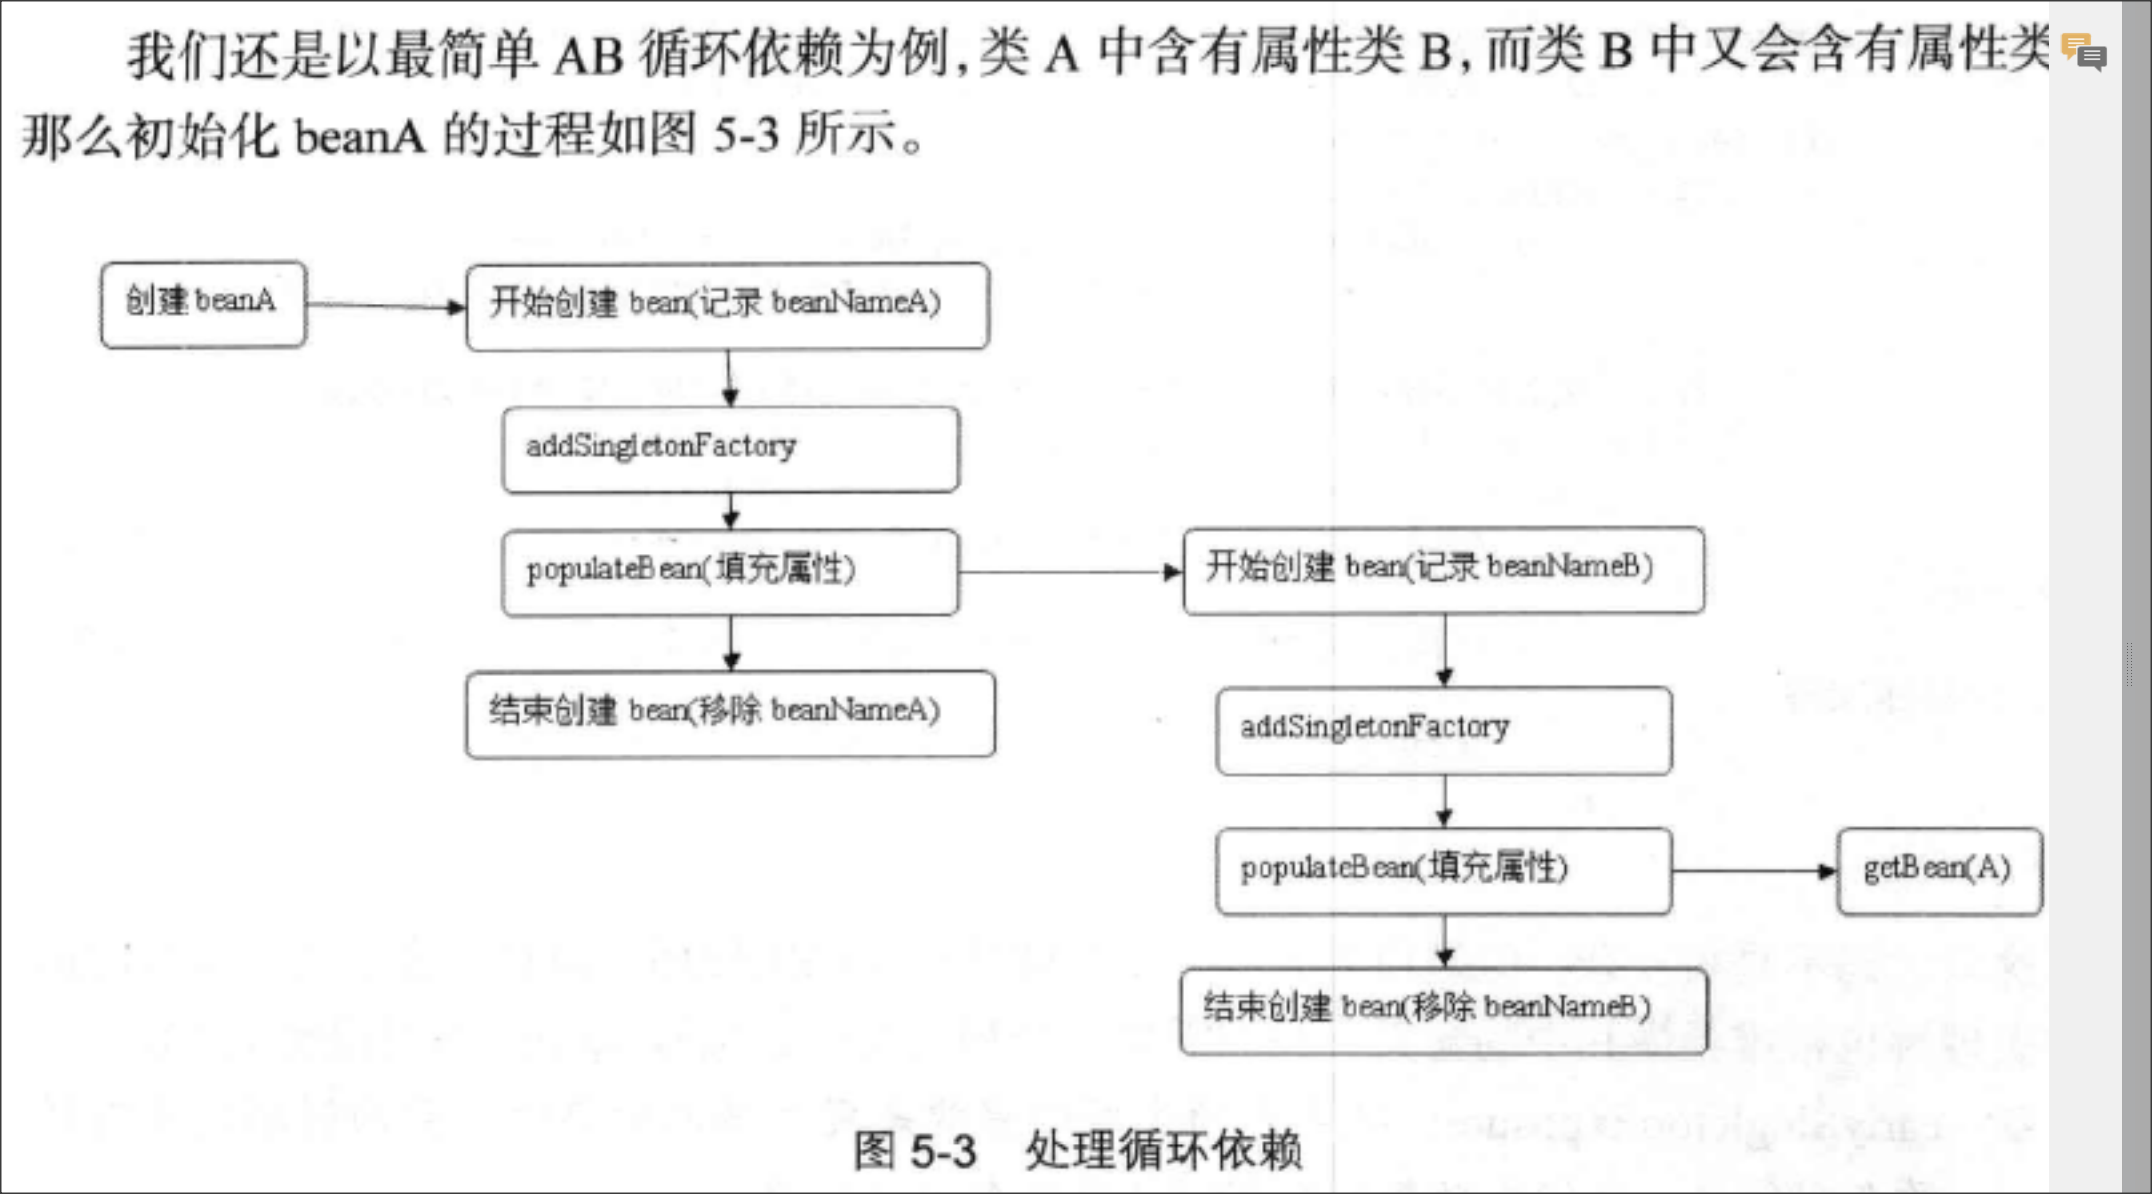 我们还是以最简单 AB 循环依赖为例，类 A 中含有属性类 B，而类 B 中又会含有属性类
那么初始化 beanA 的过程如图 5-3 所示。
创建 beanA
开始创建 bean(记录 beanNameA)
addSingletonFactory
populateBean(填充属性)
结束创建 bean(移除 beanNameA)
开始创建 bean(记录 beanNameB)
addSingletonFactory
populateBean(填充属性)
getBean(A)
结束创建 bean(移除 beanNameB)
图 5-3 处理循环依赖